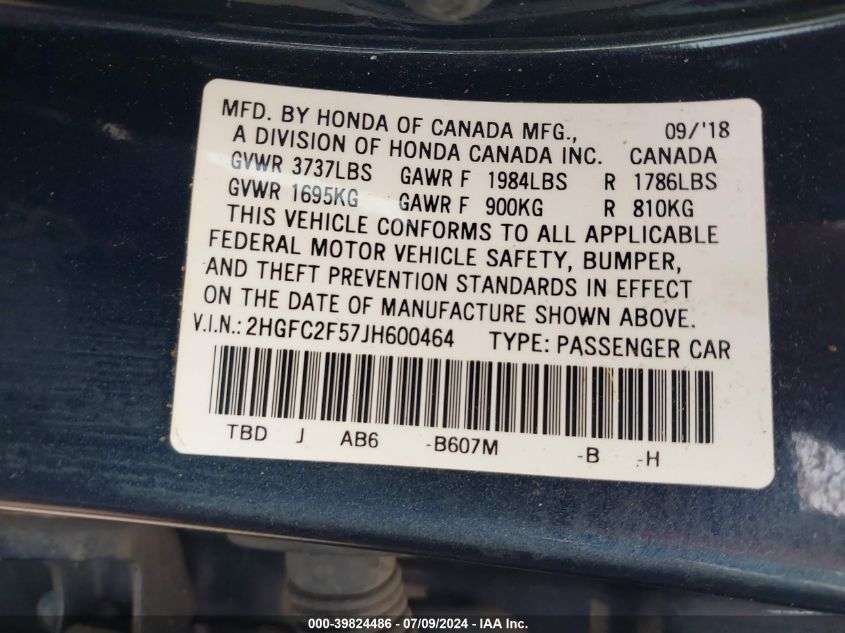 MFD. BY HONDA OF CANADA MFG., 09/'18
A DIVISION OF HONDA CANADA INC. CANADA
GVWR 3737LBS GAWR F 1984LBS R 1786LBS
GVWR 1695KG GAWR F 900KG R 810KG
THIS VEHICLE CONFORMS TO ALL APPLICABLE
FEDERAL MOTOR VEHICLE SAFETY, BUMPER,
AND THEFT PREVENTION STANDARDS IN EFFECT
ON THE DATE OF MANUFACTURE SHOWN ABOVE.
V.I.N.: 2HGFC2F57JH600464 TYPE: PASSENGER CAR
TBD J AB6 -B607M -B -H
000-39824486 - 07/09/2024 - IAA Inc.